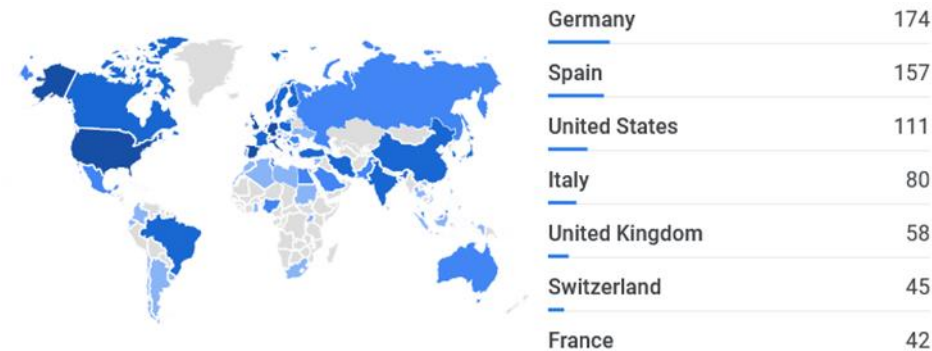 Germany 174
Spain 157
United States 111
Italy 80
United Kingdom 58
Switzerland 45
France 42